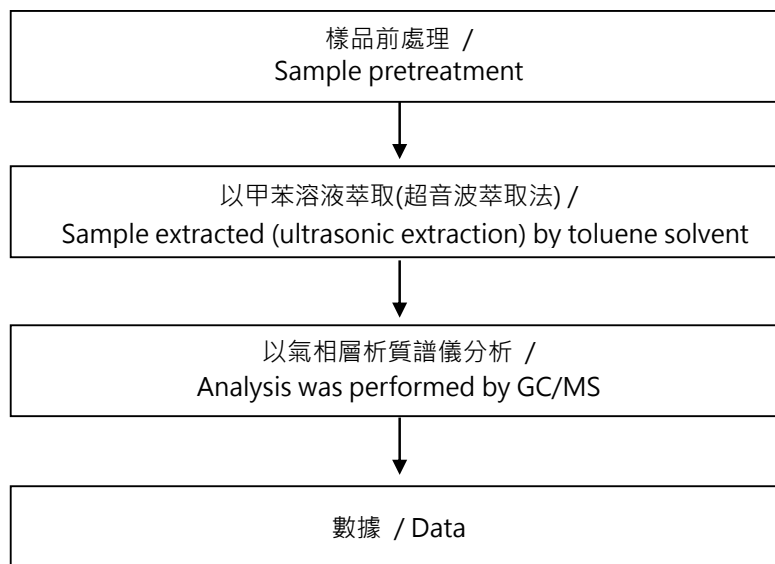 樣品前處理 /
Sample pretreatment
以甲苯溶液萃取(超音波萃取法) /
Sample extracted (ultrasonic extraction) by toluene solvent
以氣相層析質譜儀分析 /
Analysis was performed by GC/MS
數據 / Data